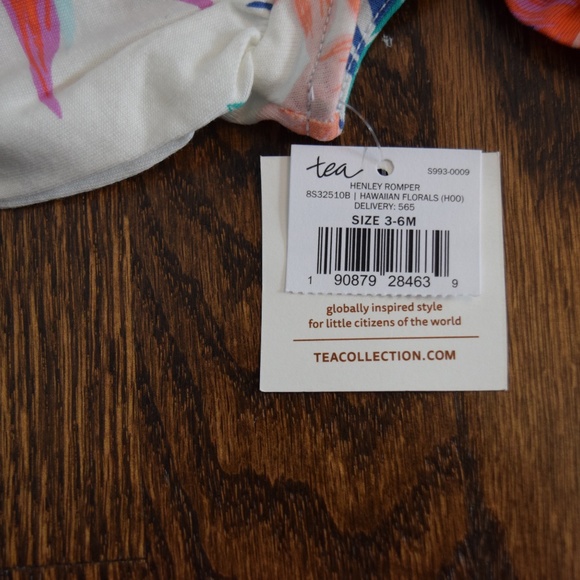 tea S993-0009
HENLEY ROMPER
8S32510B | HAWAIIAN FLORALS (H00)
DELIVERY: 565
SIZE 3-6M
1 90879 28463 9
globally inspired style
for little citizens of the world
TEACOLLECTION.COM